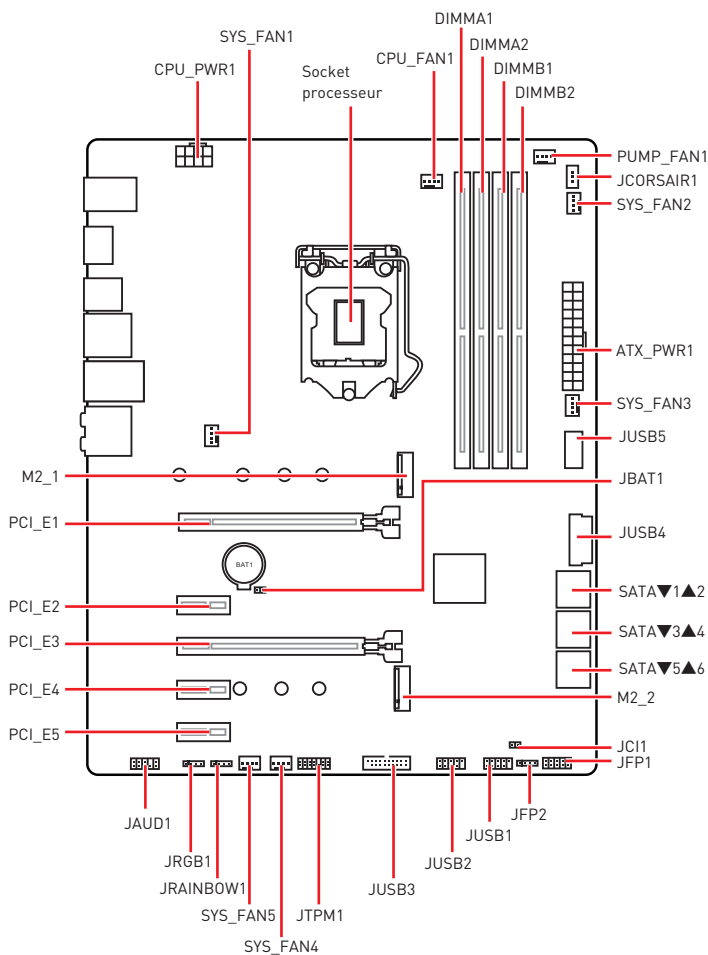 DIMMA1
SYS_FAN1
DIMMA2
CPU_FAN1
CPU_PWR1
Socket
processeur
DIMMB1
DIMMB2
PUMP_FAN1
JCORSAIR1
SYS_FAN2
ATX_PWR1
SYS_FAN3
JUSB5
M2_1
JBAT1
PCI_E1
JUSB4
BAT1
SATA▼1▲2
PCI_E2
SATA▼3▲4
PCI_E3
SATA▼5▲6
PCI_E4
M2_2
PCI_E5
JCI1
JFP1
JAUD1
JFP2
JUSB1
JRGB1
JUSB2
JRAINBOW1
JUSB3
SYS_FAN5
JTPM1
SYS_FAN4